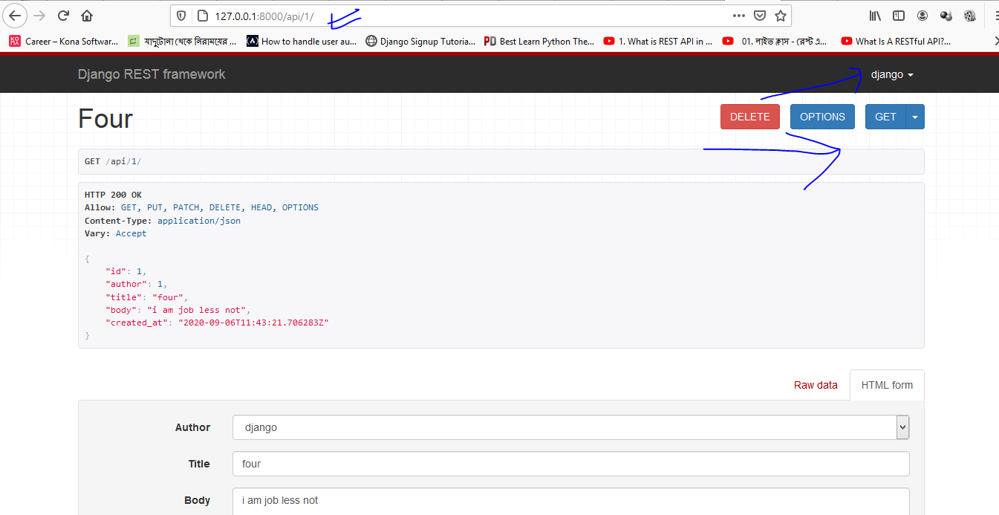 127.0.0.1:8000/api/1/
Career – Kona Softwar... যাদুটোনা থেকে নিরাময়ের ... How to handle user au... Django Signup Tutoria... PD Best Learn Python The... 1. What is REST API in ... 01. লাইভ ক্লাস - (রেস্ট এ... What Is A RESTful API?...
Django REST framework django
Four DELETE OPTIONS GET
GET /api/1/
HTTP 200 OK
Allow: GET, PUT, PATCH, DELETE, HEAD, OPTIONS
Content-Type: application/json
Vary: Accept
{
"id": 1,
"author": 1,
"title": "four",
"body": "i am job less not",
"created_at": "2020-09-06T11:43:21.706283Z"
}
Raw data HTML form
Author django
Title four
Body i am job less not